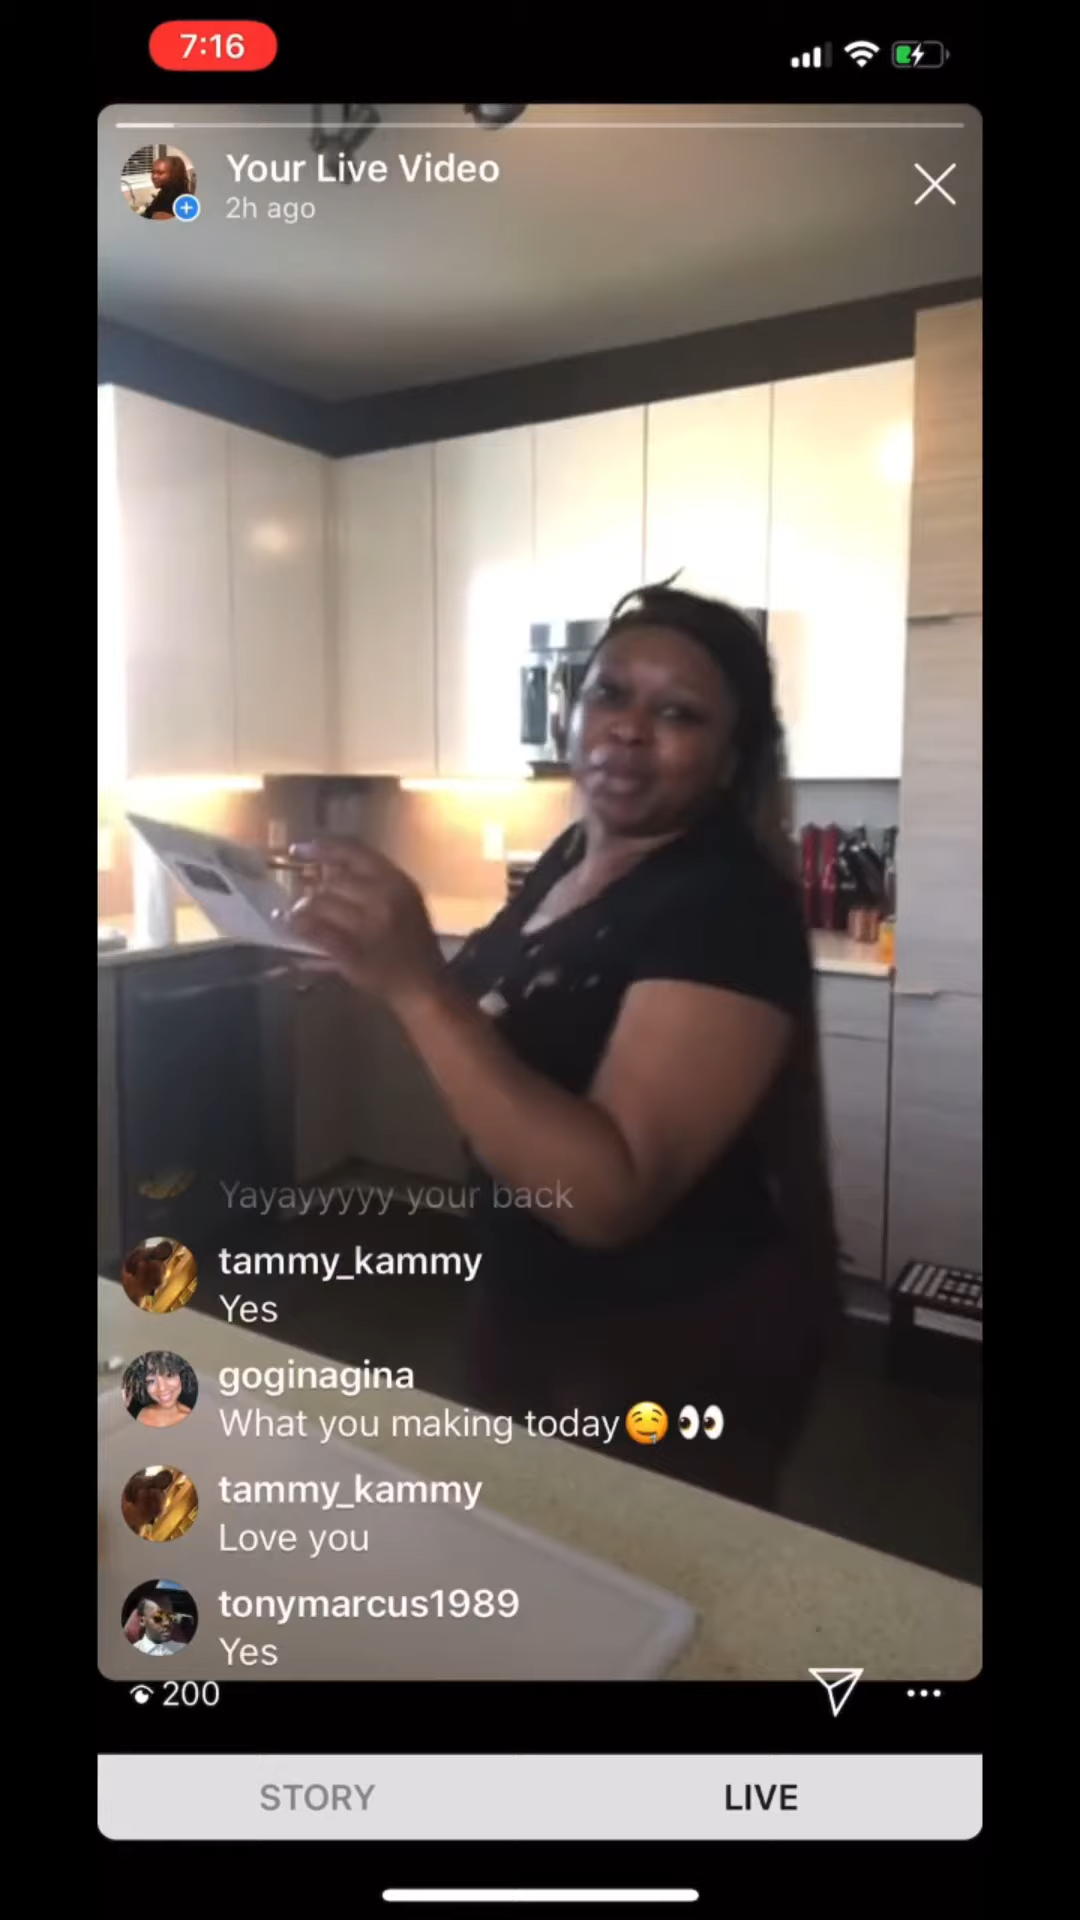 7:16
Your Live Video
2h ago
Yayayyyyy your back
tammy_kammy
Yes
goginagina
What you making today🤤👀
tammy_kammy
Love you
tonymarcus1989
Yes
200
STORY
LIVE